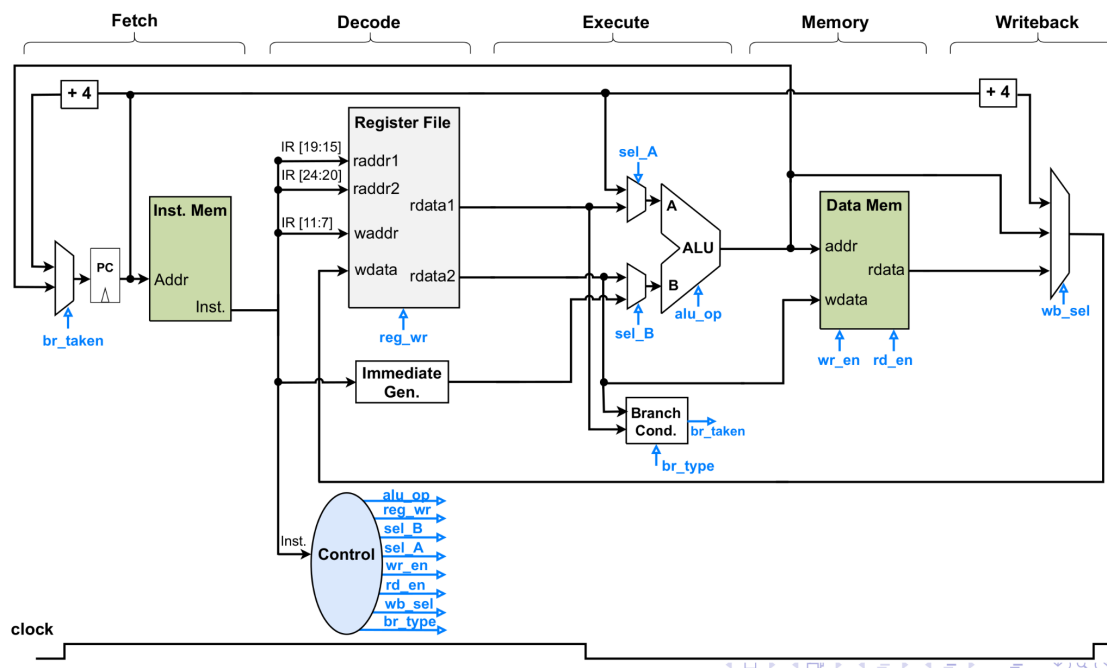 Fetch
Decode
Execute
Memory
Writeback
+ 4
+ 4
Register File
IR [19:15]
raddr1
IR [24:20]
raddr2
rdata1
IR [11:7]
waddr
wdata
rdata2
reg_wr
sel_A
A
ALU
B
sel_B
alu_op
Inst. Mem
Addr
Inst.
PC
br_taken
Data Mem
addr
rdata
wdata
wr_en
rd_en
wb_sel
Immediate
Gen.
Branch
Cond.
br_taken
br_type
Inst.
Control
alu_op
reg_wr
sel_B
sel_A
wr_en
rd_en
wb_sel
br_type
clock